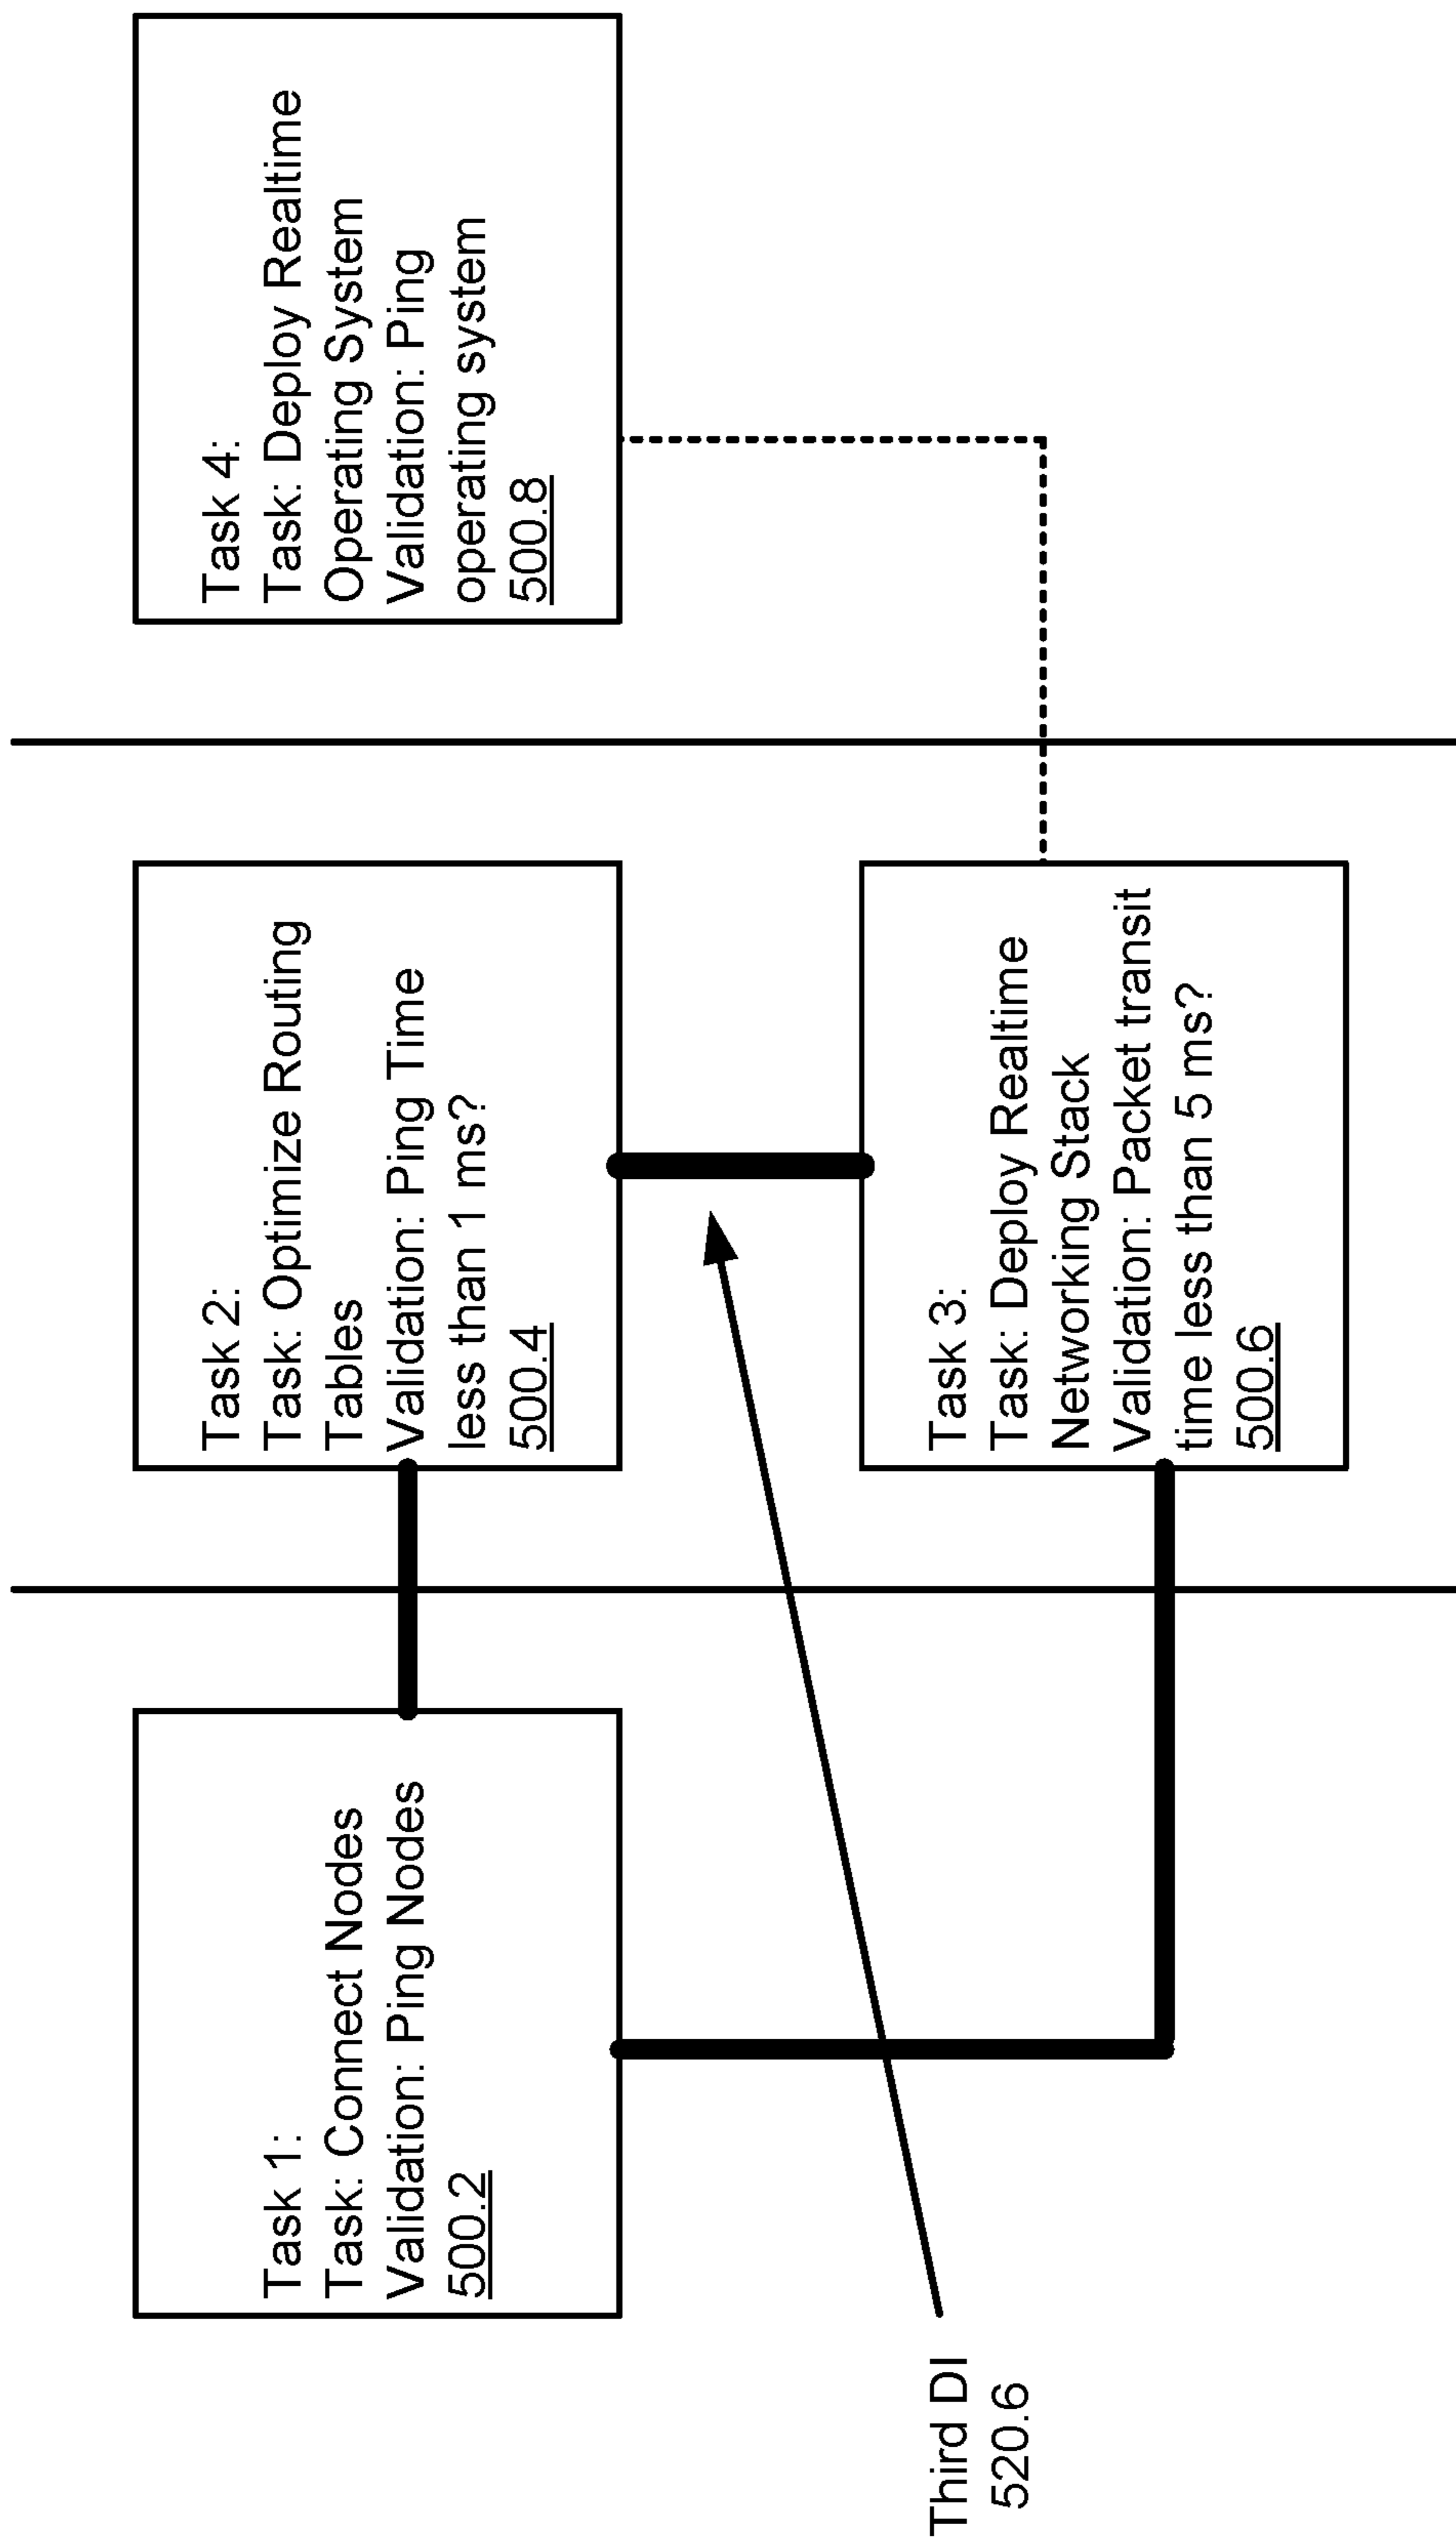 Task 1:
Task: Connect Nodes
Validation: Ping Nodes
500.2
Task 2:
Task: Optimize Routing
Tables
Validation: Ping Time
less than 1 ms?
500.4
Task 4:
Task: Deploy Realtime
Operating System
Validation: Ping
operating system
500.8
Third DI
520.6
Task 3:
Task: Deploy Realtime
Networking Stack
Validation: Packet transit
time less than 5 ms?
500.6